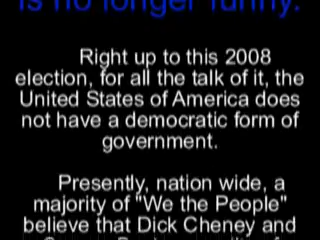 is no longer funny.
Right up to this 2008
election, for all the talk of it, the
United States of America does
not have a democratic form of
government.
Presently, nation wide, a
majority of "We the People"
believe that Dick Cheney and